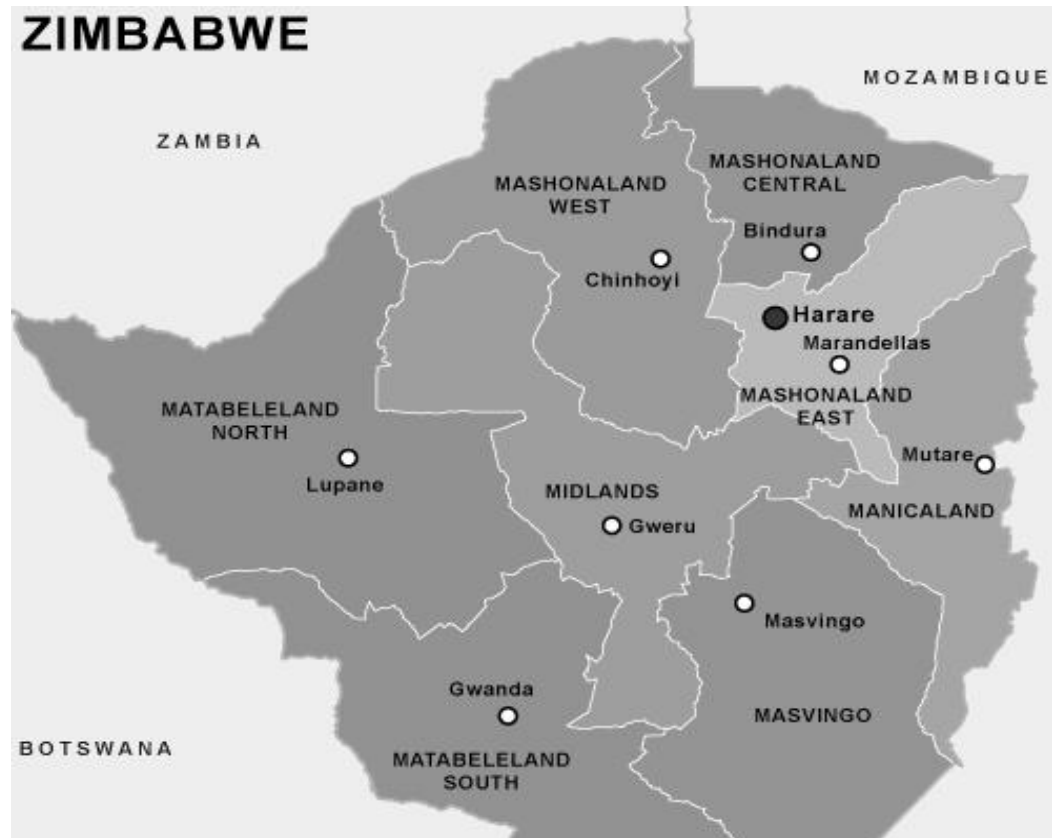 ZIMBABWE
MOZAMBIQUE
ZAMBIA
MASHONALAND
CENTRAL
MASHONALAND
WEST
Bindura
Chinhoyi
Harare
Marandellas
MASHONALAND
EAST
MATABELELAND
NORTH
Mutare
Lupane
MIDLANDS
MANICALAND
Gweru
Masvingo
Gwanda
MASVINGO
BOTSWANA
MATABELELAND
SOUTH